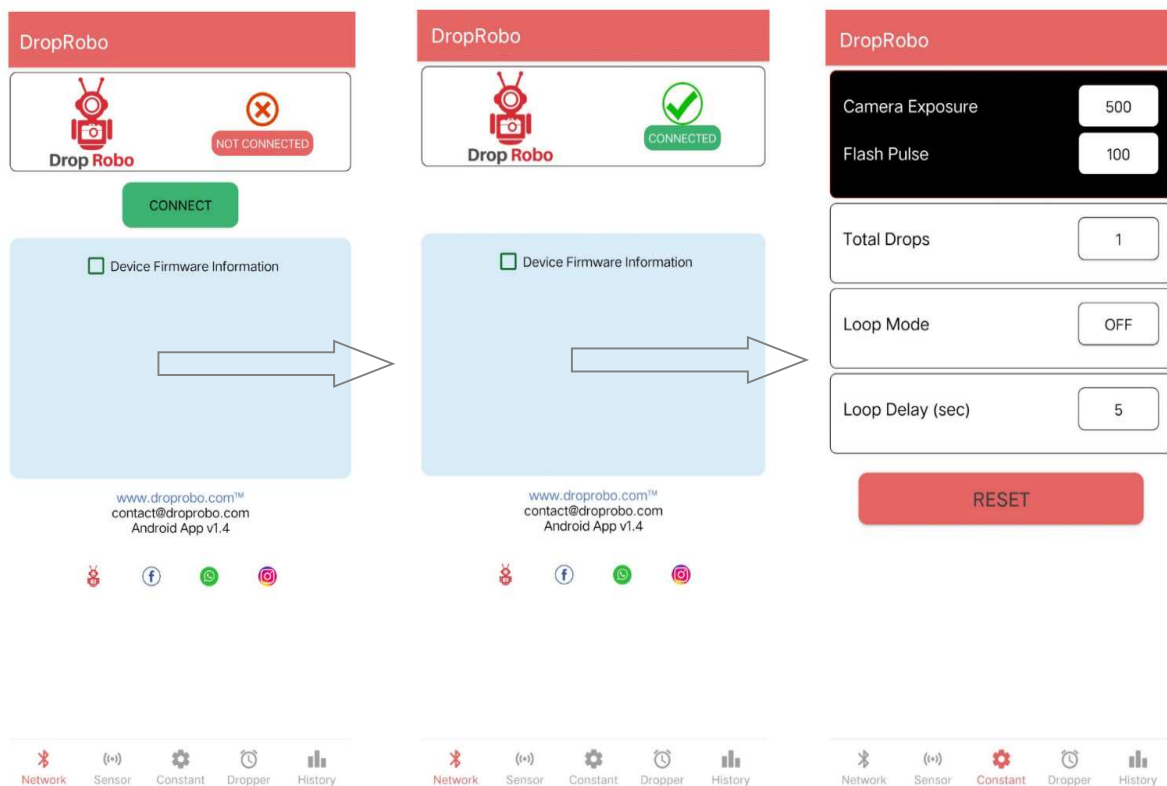 DropRobo
Drop Robo
NOT CONNECTED
CONNECT
Device Firmware Information
www.droprobo.com™
contact@droprobo.com
Android App v1.4
Network Sensor Constant Dropper History
DropRobo
Drop Robo
CONNECTED
Device Firmware Information
www.droprobo.com™
contact@droprobo.com
Android App v1.4
Network Sensor Constant Dropper History
DropRobo
Camera Exposure 500
Flash Pulse 100
Total Drops 1
Loop Mode OFF
Loop Delay (sec) 5
RESET
Network Sensor Constant Dropper History